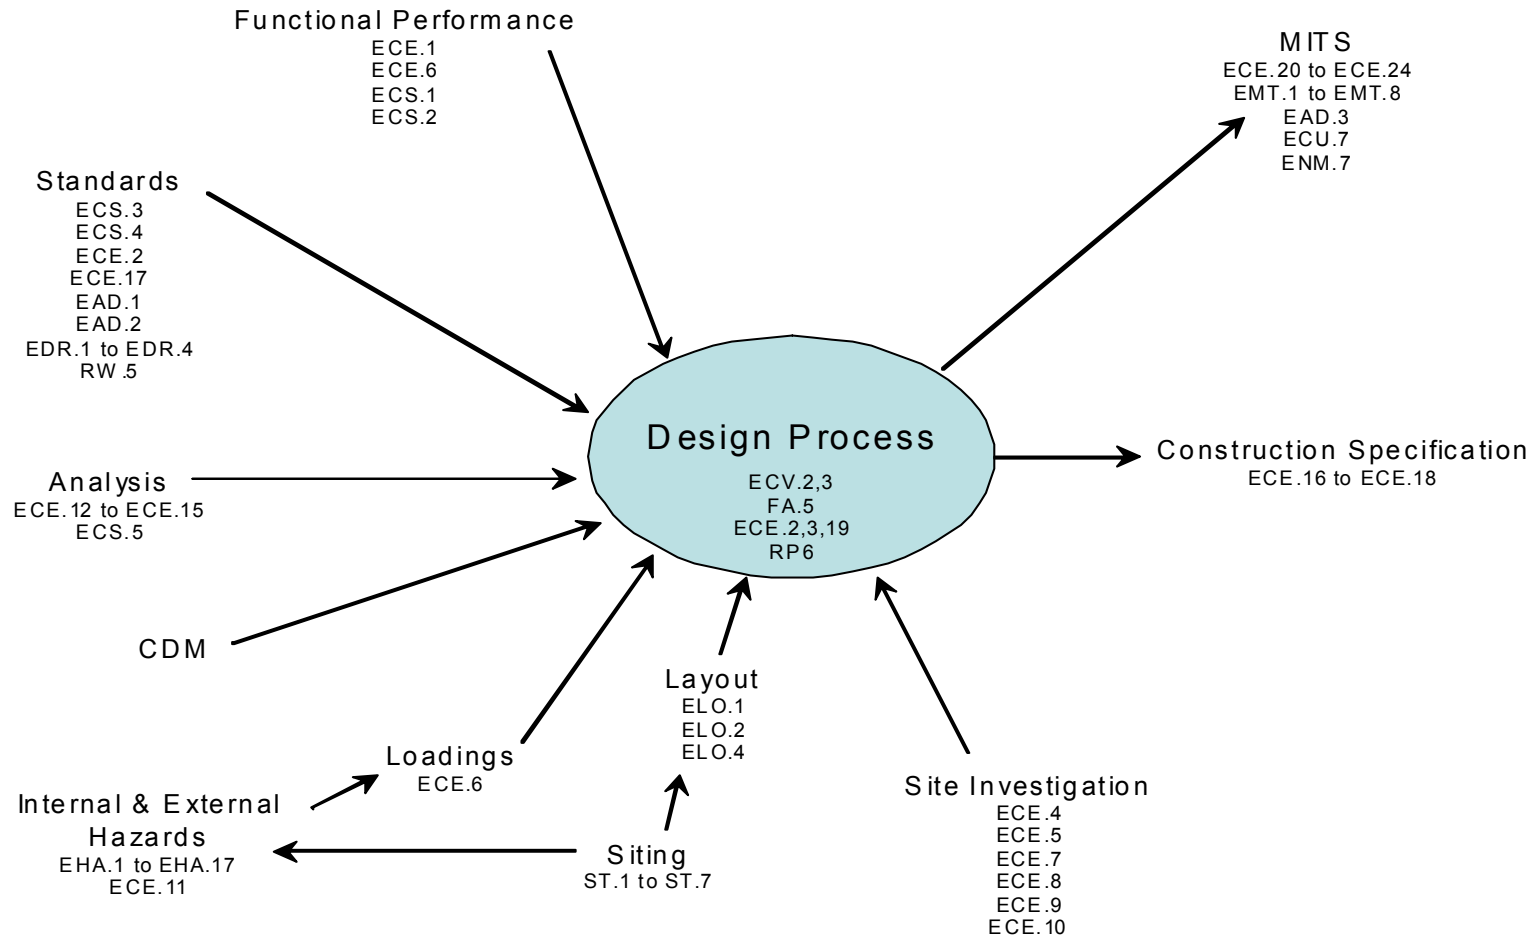 Functional Performance
ECE.1
ECE.6
ECS.1
ECS.2
MITS
ECE.20 to ECE.24
EMT.1 to EMT.8
EAD.3
ECU.7
ENM.7
Standards
ECS.3
ECS.4
ECE.2
ECE.17
EAD.1
EAD.2
EDR.1 to EDR.4
RW.5
Design Process
ECV.2,3
FA.5
ECE.2,3,19
RP6
Construction Specification
ECE.16 to ECE.18
Analysis
ECE.12 to ECE.15
ECS.5
CDM
Layout
ELO.1
ELO.2
ELO.4
Loadings
ECE.6
Internal & External
Hazards
EHA.1 to EHA.17
ECE.11
Siting
ST.1 to ST.7
Site Investigation
ECE.4
ECE.5
ECE.7
ECE.8
ECE.9
ECE.10